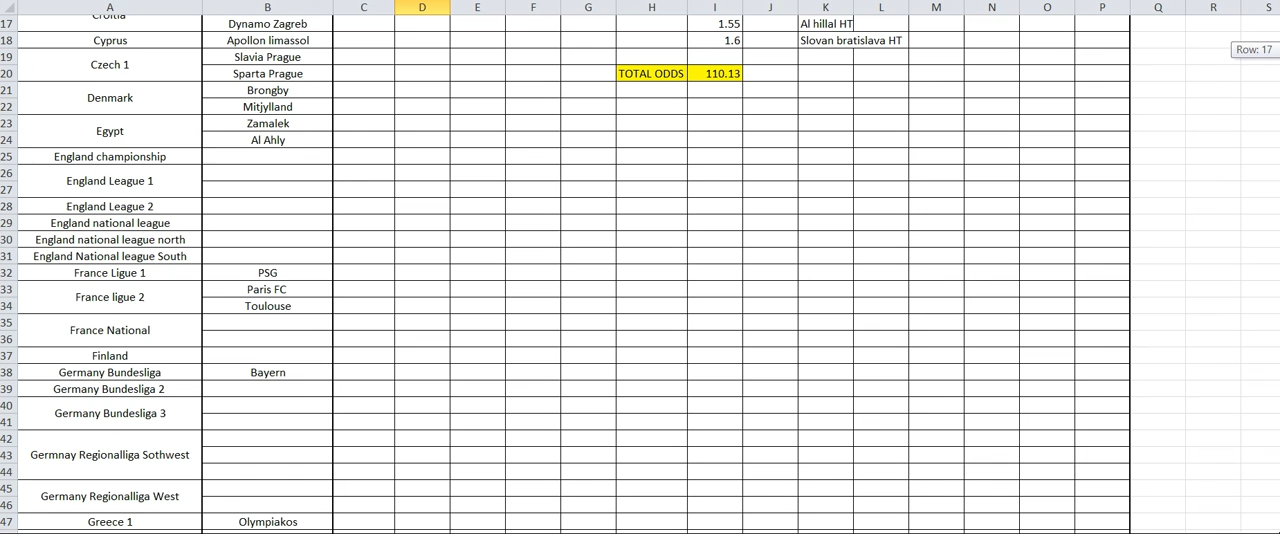 A B C D E F G H I J K L M N O P Q R S
17 Croitia Dynamo Zagreb 1.55 Al hillal HT
18 Cyprus Apollon limassol 1.6 Slovan bratislava HT
Row: 17
19 Czech 1 Slavia Prague
20 Sparta Prague TOTAL ODDS 110.13
21 Denmark Brongby
22 Mitjylland
23 Egypt Zamalek
24 Al Ahly
25 England championship
26 England League 1
27
28 England League 2
29 England national league
30 England national league north
31 England National league South
32 France Ligue 1 PSG
33 France ligue 2 Paris FC
34 Toulouse
35 France National
36
37 Finland
38 Germany Bundesliga Bayern
39 Germany Bundesliga 2
40 Germany Bundesliga 3
41
42
43 Germnay Regionalliga Sothwest
44
45 Germany Regionalliga West
46
47 Greece 1 Olympiakos